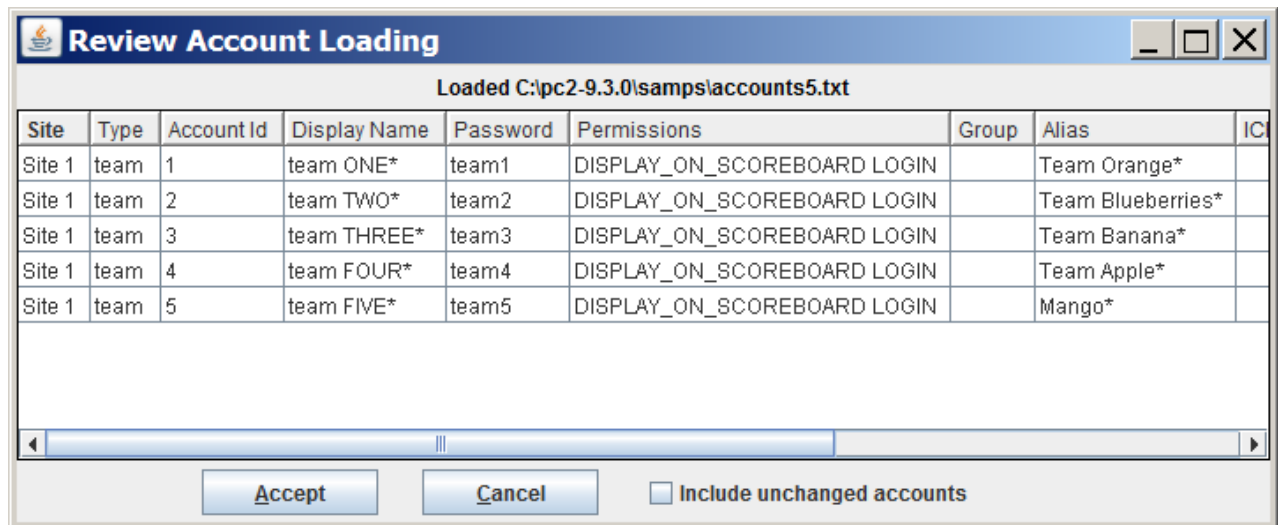 Review Account Loading
Loaded C:\pc2-9.3.0\samps\accounts5.txt
Site Type Account Id Display Name Password Permissions Group Alias
Site 1 team 1 team ONE* team1 DISPLAY_ON_SCOREBOARD LOGIN Team Orange*
Site 1 team 2 team TWO* team2 DISPLAY_ON_SCOREBOARD LOGIN Team Blueberries*
Site 1 team 3 team THREE* team3 DISPLAY_ON_SCOREBOARD LOGIN Team Banana*
Site 1 team 4 team FOUR* team4 DISPLAY_ON_SCOREBOARD LOGIN Team Apple*
Site 1 team 5 team FIVE* team5 DISPLAY_ON_SCOREBOARD LOGIN Mango*
Accept Cancel Include unchanged accounts